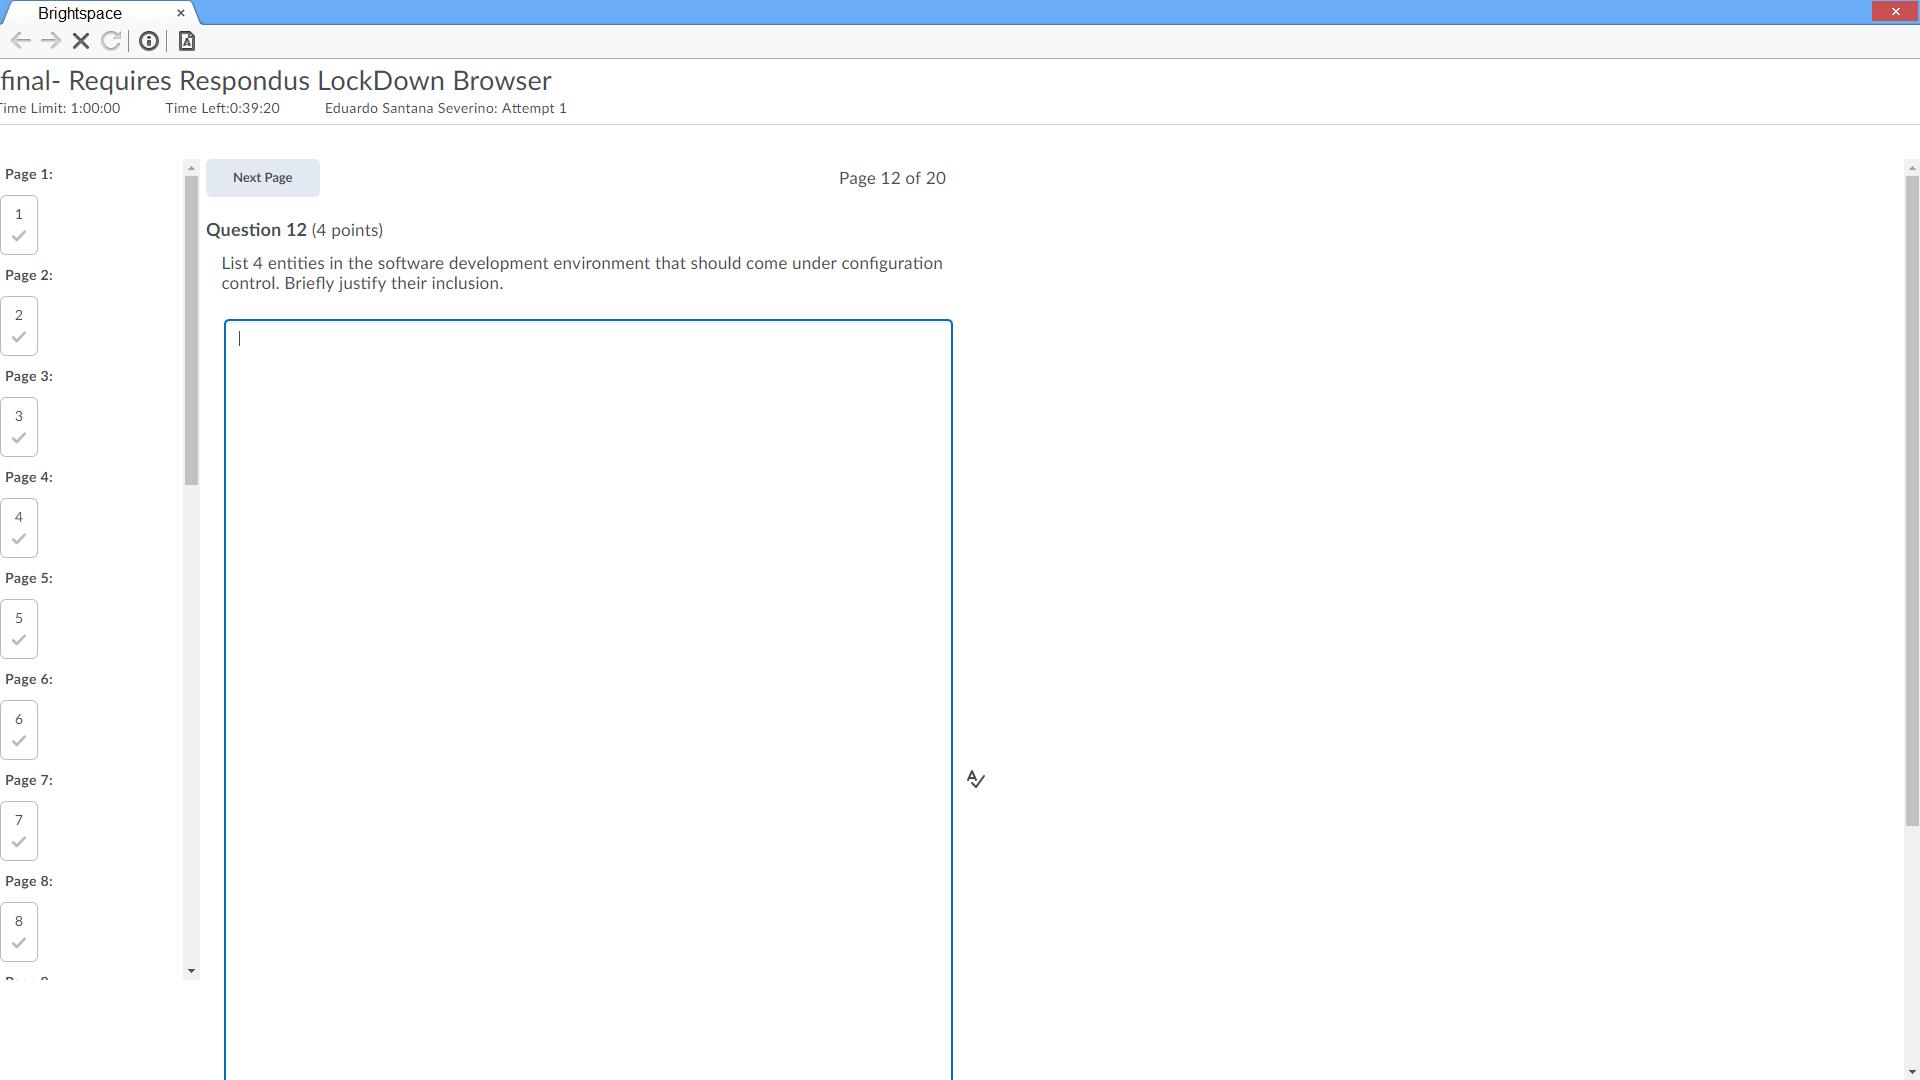 Brightspace
final- Requires Respondus LockDown Browser
Time Limit: 1:00:00 Time Left:0:39:20 Eduardo Santana Severino: Attempt 1
Page 1:
1
Page 2:
2
Page 3:
3
Page 4:
4
Page 5:
5
Page 6:
6
Page 7:
7
Page 8:
8
Next Page
Page 12 of 20
Question 12 (4 points)
List 4 entities in the software development environment that should come under configuration
control. Briefly justify their inclusion.